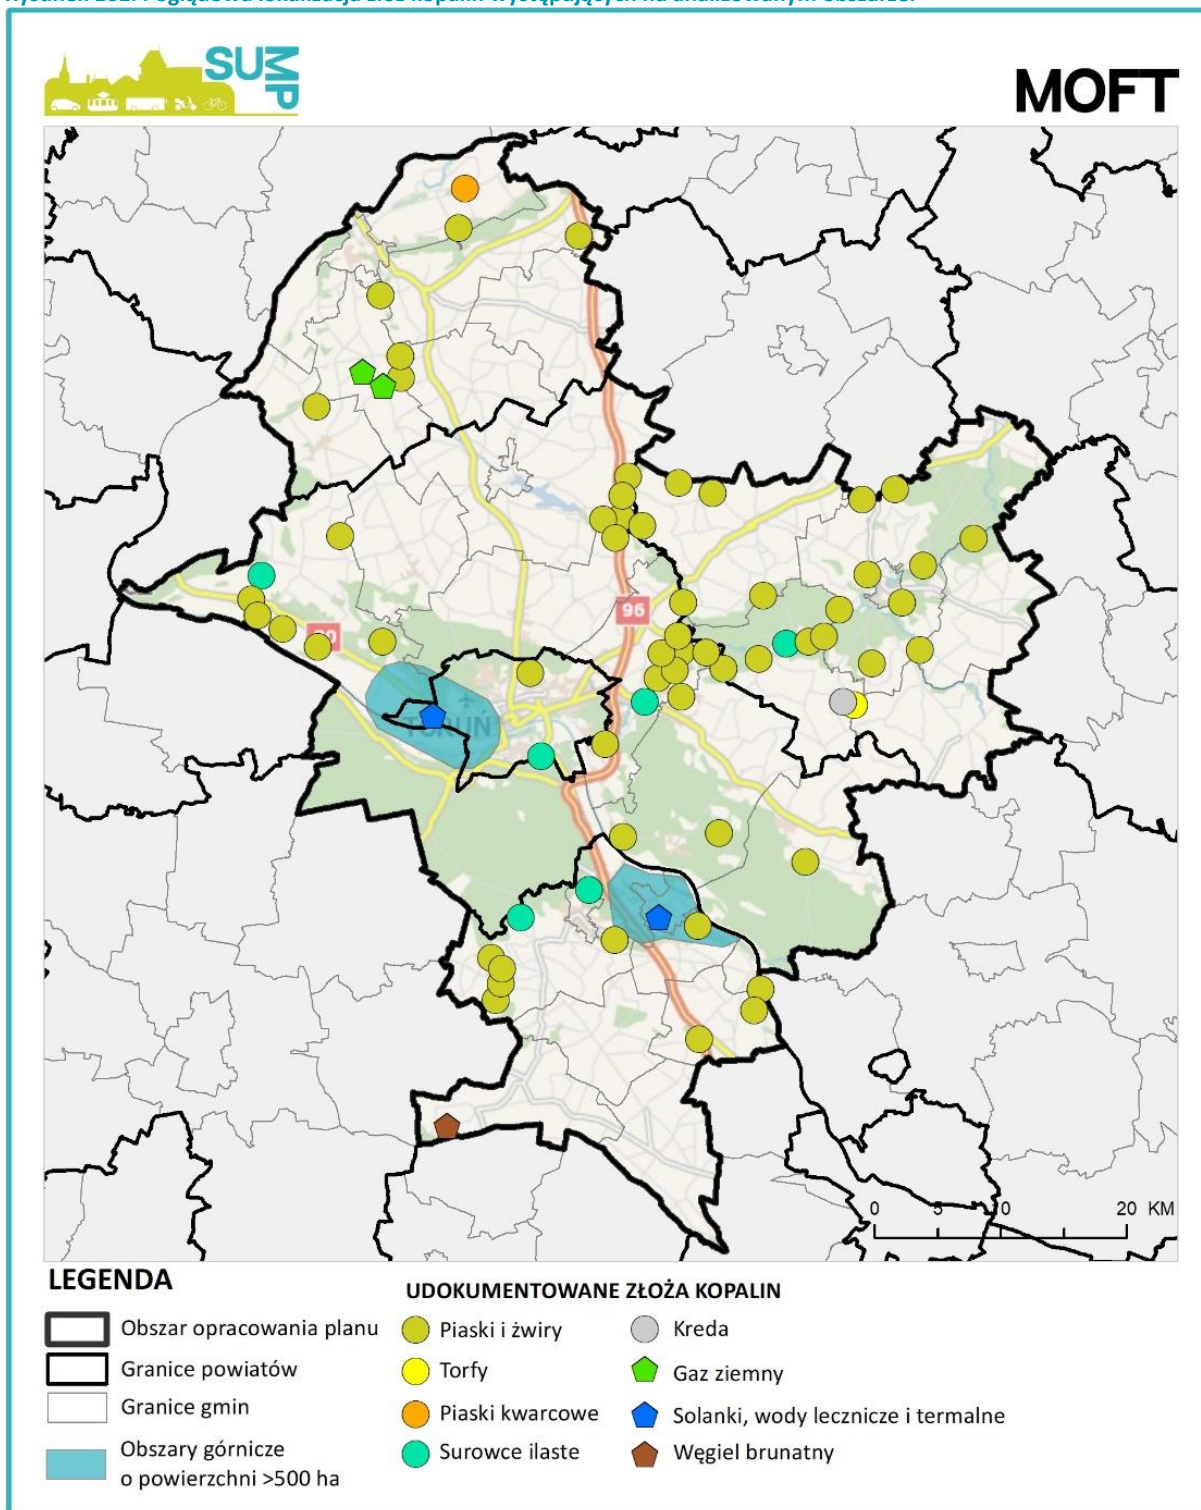 SUMP
MOFT
96
TORUŃ
0 5 10 20 KM
LEGENDA
Obszar opracowania planu
Granice powiatów
Granice gmin
Obszary górnicze
o powierzchni >500 ha
UDOKUMENTOWANE ZŁOŻA KOPALIN
Piaski i żwiry
Torfy
Piaski kwarcowe
Surowce ilaste
Kreda
Gaz ziemny
Solanki, wody lecznicze i termalne
Węgiel brunatny